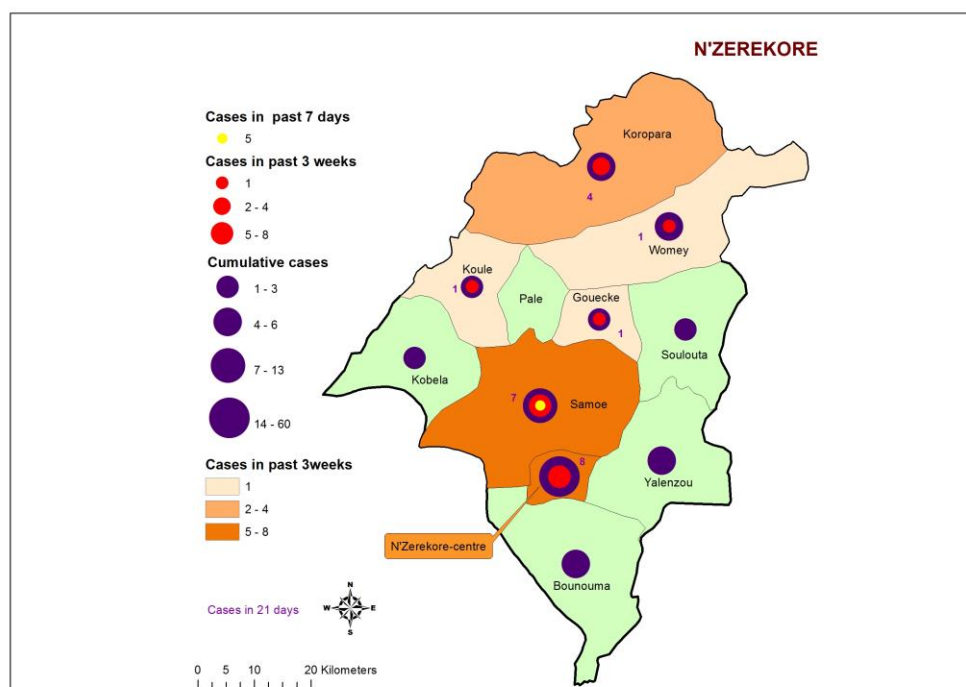 N'ZEREKORE
Cases in past 7 days
5
Cases in past 3 weeks
1
2 - 4
5 - 8
Cumulative cases
1 - 3
4 - 6
7 - 13
14 - 60
Cases in past 3weeks
1
2 - 4
5 - 8
Cases in 21 days
N
W E
S
0 5 10 20 Kilometers
Koropara
4
1
Womey
Koule
1
Pale
Gouecke
1
Soulouta
Kobela
7
Samoe
8
Yalenzou
N'Zerekore-centre
Bounouma